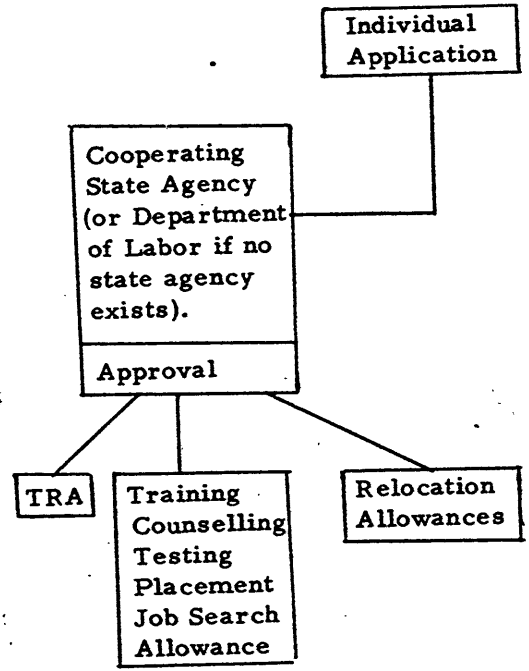 Individual
Application
Cooperating
State Agency
(or Department
of Labor if no
state agency
exists).
Approval
TRA
Training
Counselling
Testing
Placement
Job Search
Allowance
Relocation
Allowances